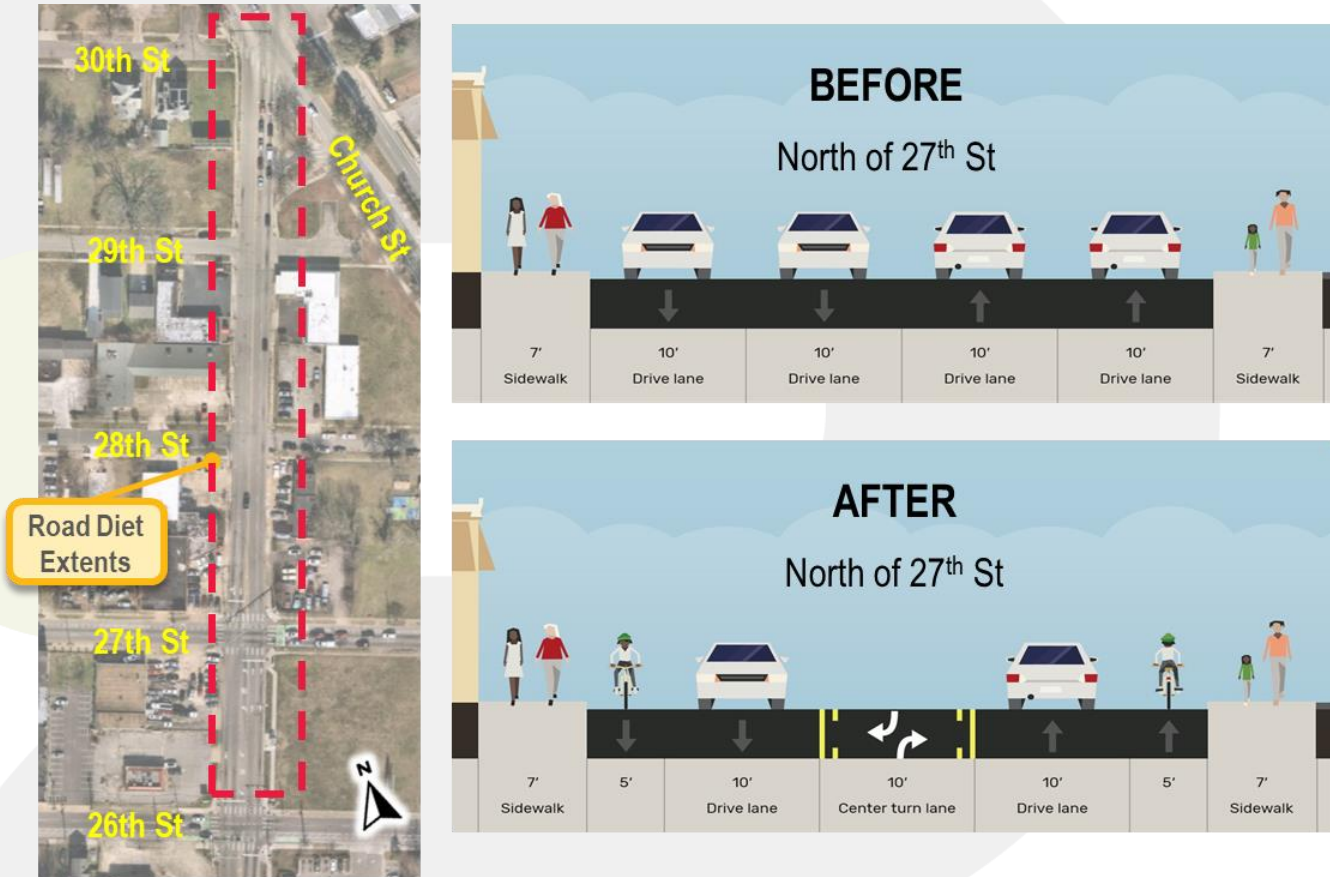 30th St
Church St
29th St
28th St
Road Diet
Extents
27th St
N
26th St
BEFORE
North of 27th St
7' 10' 10' 10' 10' 7'
Sidewalk Drive lane Drive lane Drive lane Drive lane Sidewalk
AFTER
North of 27th St
7' 5' 10' 10' 10' 5' 7'
Sidewalk Drive lane Center turn lane Drive lane Sidewalk